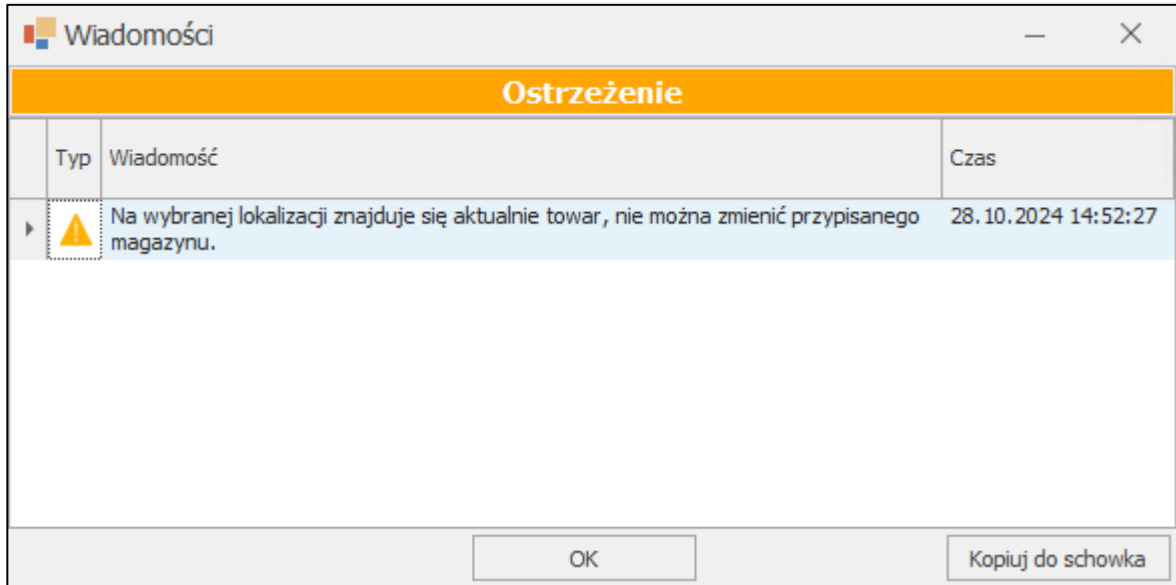 Wiadomości
Ostrzeżenie
Typ Wiadomość Czas
Na wybranej lokalizacji znajduje się aktualnie towar, nie można zmienić przypisanego 28.10.2024 14:52:27
magazynu.
OK Kopiuj do schowka